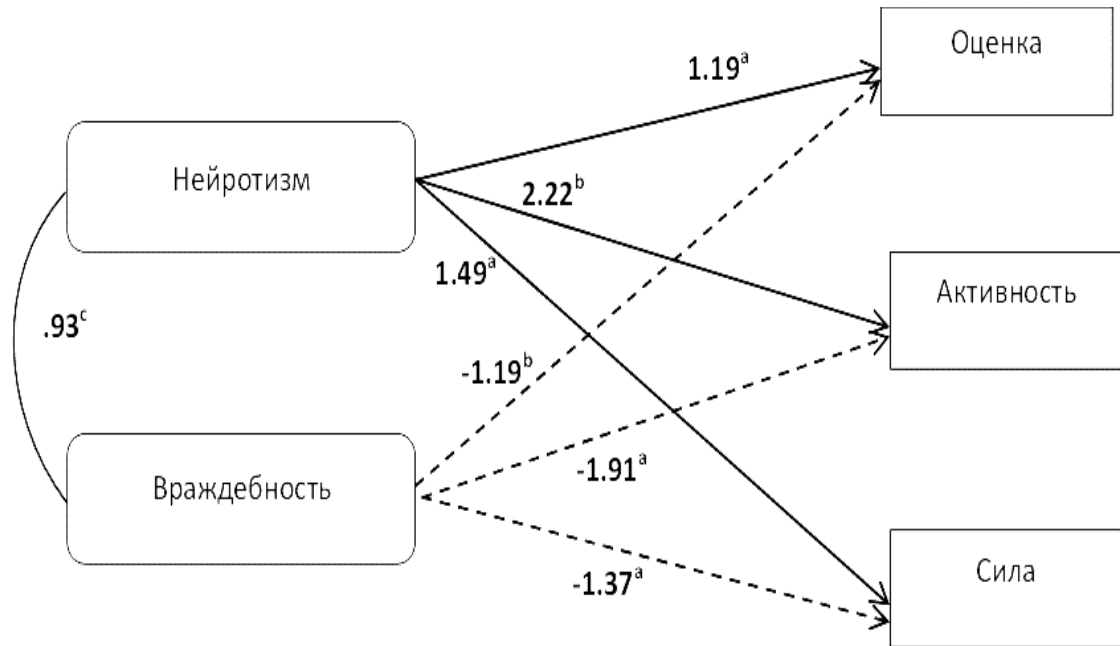 Оценка
1.19ᵃ
Нейротизм
2.22ᵇ
1.49ᵃ
Активность
.93ᶜ
-1.19ᵇ
-1.91ᵃ
Враждебность
-1.37ᵃ
Сила